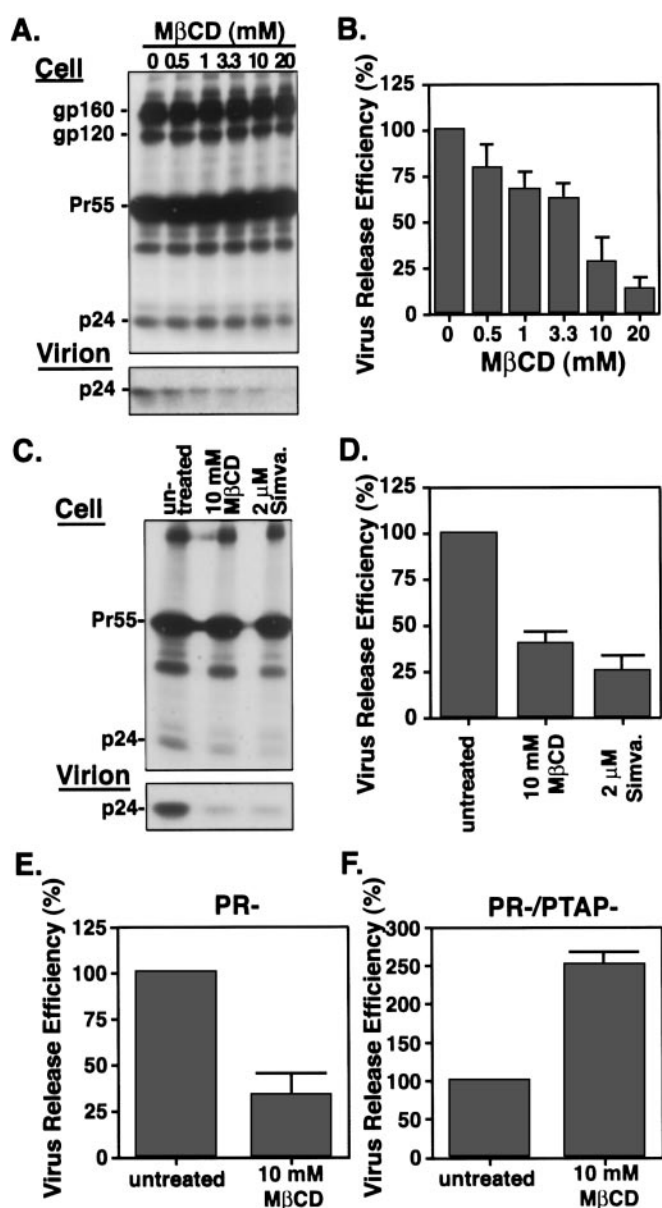 A.
MβCD (mM)
0 0.5 1 3.3 10 20
Cell
gp160
gp120
Pr55
p24
Virion
p24
B.
Virus Release Efficiency (%)
125
100
75
50
25
0
0 0.5 1 3.3 10 20
MβCD (mM)
C.
un-
treated
10 mM
MβCD
2 μM
Simva.
Cell
Pr55
p24
Virion
p24
D.
Virus Release Efficiency (%)
125
100
75
50
25
0
untreated
10 mM
MβCD
2 μM
Simva.
E.
PR-
Virus Release Efficiency (%)
125
100
75
50
25
0
untreated
10 mM
MβCD
F.
PR-/PTAP-
Virus Release Efficiency (%)
300
250
200
150
100
50
0
untreated
10 mM
MβCD